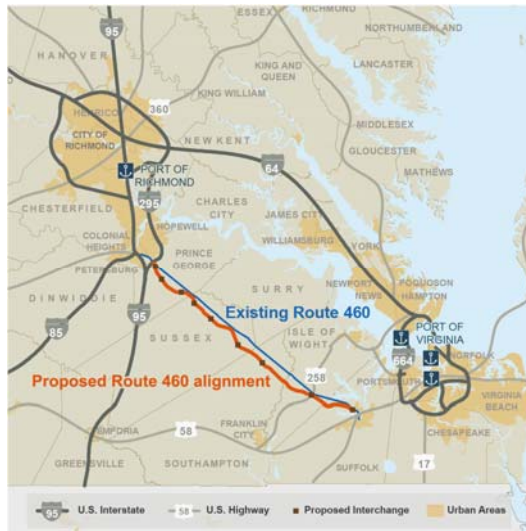 ESSEX
RICHMOND
NORTHUMBERLAND
95
HANOVER
KING AND
QUEEN
LANCASTER
KING WILLIAM
HENRICO
360
CITY OF
RICHMOND
NEW KENT
MIDDLESEX
GLOUCESTER
64
PORT OF
RICHMOND
MATHEWS
CHESTERFIELD
295
CHARLES
CITY
JAMES CITY
HOPEWELL
COLONIAL
HEIGHTS
WILLIAMSBURG
YORK
PRINCE
GEORGE
PETERSBURG
POQUOSON
NEWPORT
NEWS
HAMPTON
DINWIDDIE
SURRY
Existing Route 460
85
95
SUSSEX
ISLE OF
WIGHT
PORT OF
VIRGINIA
664
NORFOLK
Proposed Route 460 alignment
258
PORTSMOUTH
VIRGINIA
BEACH
58
FRANKLIN
CITY
EMPORIA
CHESAPEAKE
GREENSVILLE
SOUTHAMPTON
SUFFOLK
17
95 U.S. Interstate 58 U.S. Highway Proposed Interchange Urban Areas